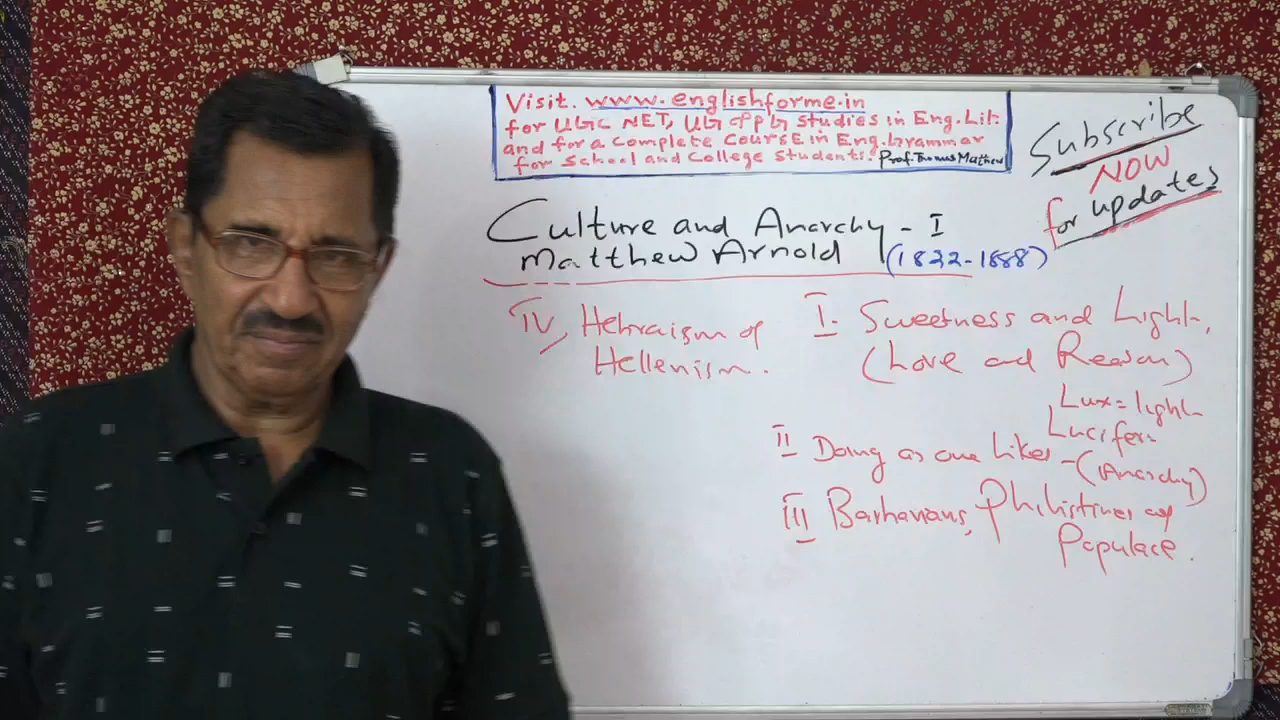 Visit. www.englishforme.in
for UGC NET, UG & PG Studies in Eng. Lit.
and for a Complete Course in Eng. Grammar
for School and College Students. Prof. Thomas Mathew
Subscribe
NOW
for updates
Culture and Anarchy - I
Matthew Arnold (1822-1888)
IV, Hebraism &
Hellenism.
I. Sweetness and Light,
(Love and Reason)
Lux = light
Lucifer
II Doing as one Likes - (Anarchy)
III Barbarians, Philistines and
Populace.